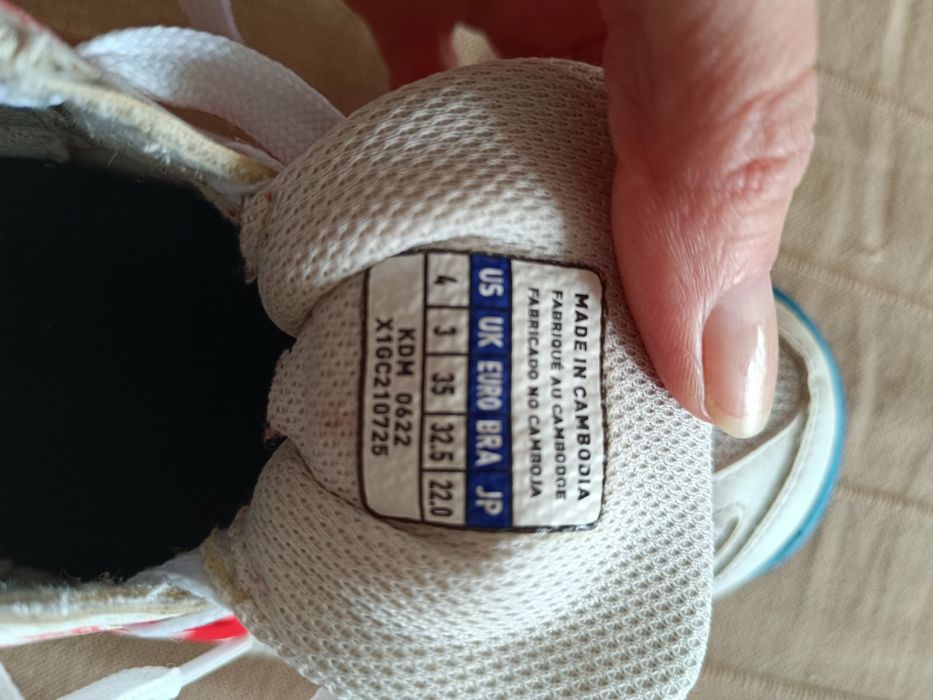 MADE IN CAMBODIA
FABRIQUÉ AU CAMBODGE
FABRICADO NO CAMBOJA
US UK EURO BRA JP
4 3 35 32.5 22.0
KDM 0622
X1GC210725